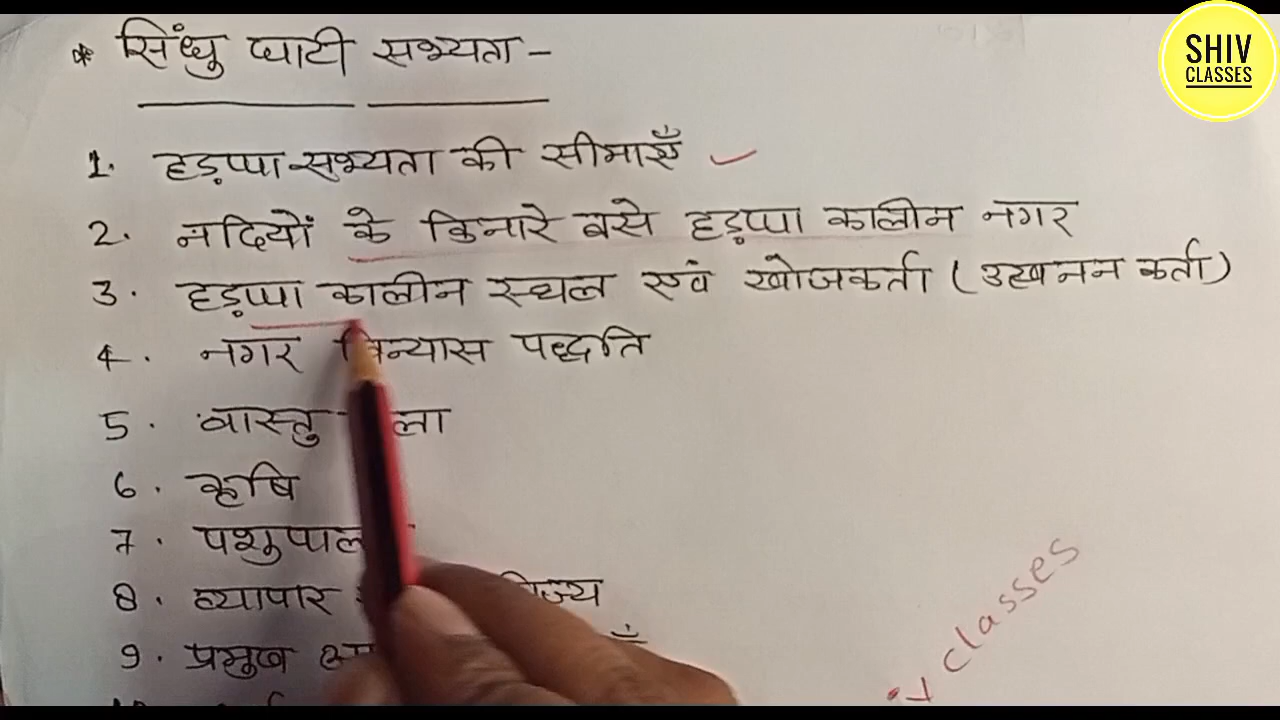 * सिंधु घाटी सभ्यता -
SHIV
CLASSES
1. हड़प्पा सभ्यता की सीमाएँ
2. नदियों के किनारे बसे हड़प्पा कालीन नगर
3. हड़प्पा कालीन स्थल एवं खोजकर्ता (उत्खनन कर्ता)
4. नगर विन्यास पद्धति
5. वास्तु
6. कृषि
7.
8. व्यापार
9. प्रमुख
classes